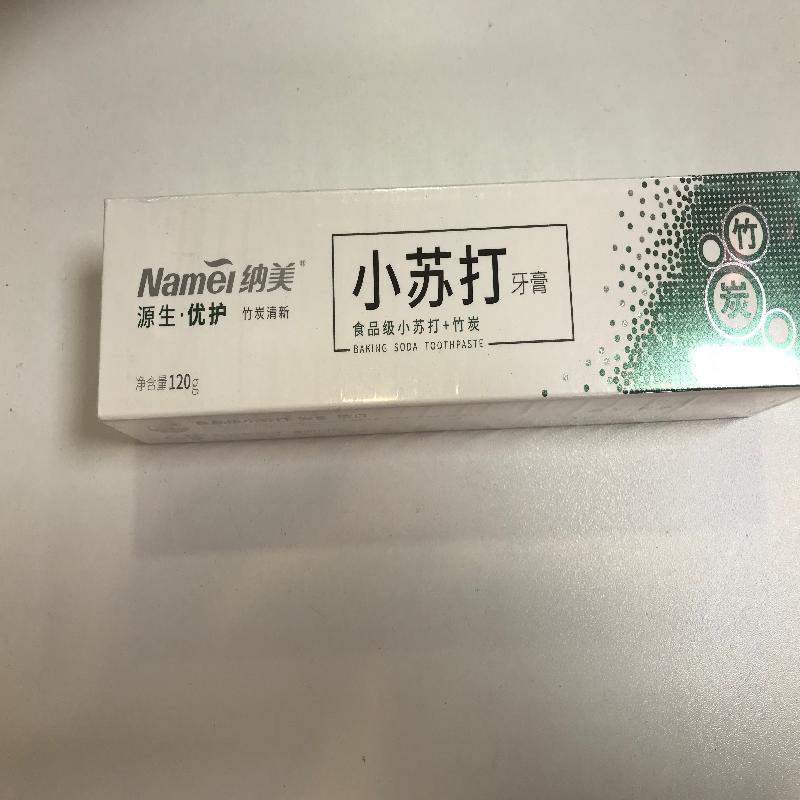 Namei 纳美®
源生·优护 竹炭清新
净含量120g
小苏打牙膏
食品级小苏打+竹炭
BAKING SODA TOOTHPASTE
竹
炭